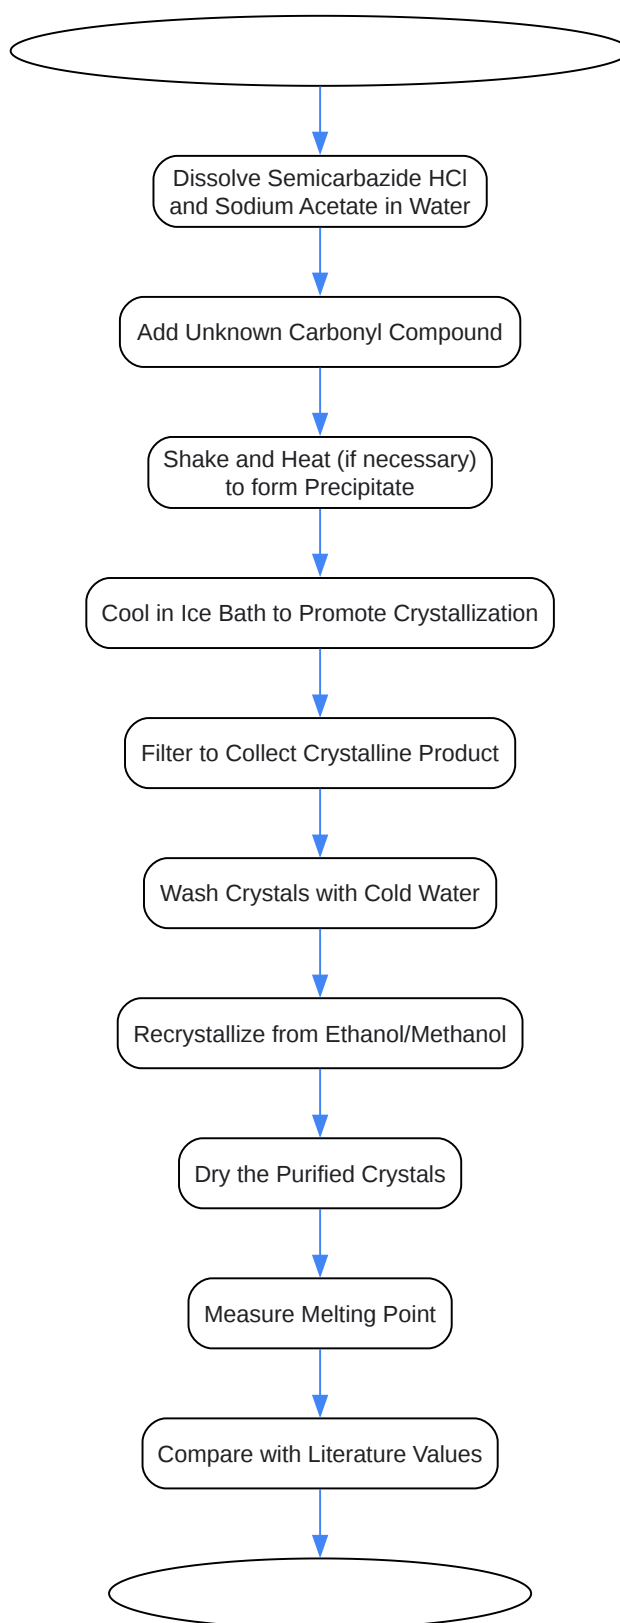 Dissolve Semicarbazide HCl
and Sodium Acetate in Water
Add Unknown Carbonyl Compound
Shake and Heat (if necessary)
to form Precipitate
Cool in Ice Bath to Promote Crystallization
Filter to Collect Crystalline Product
Wash Crystals with Cold Water
Recrystallize from Ethanol/Methanol
Dry the Purified Crystals
Measure Melting Point
Compare with Literature Values